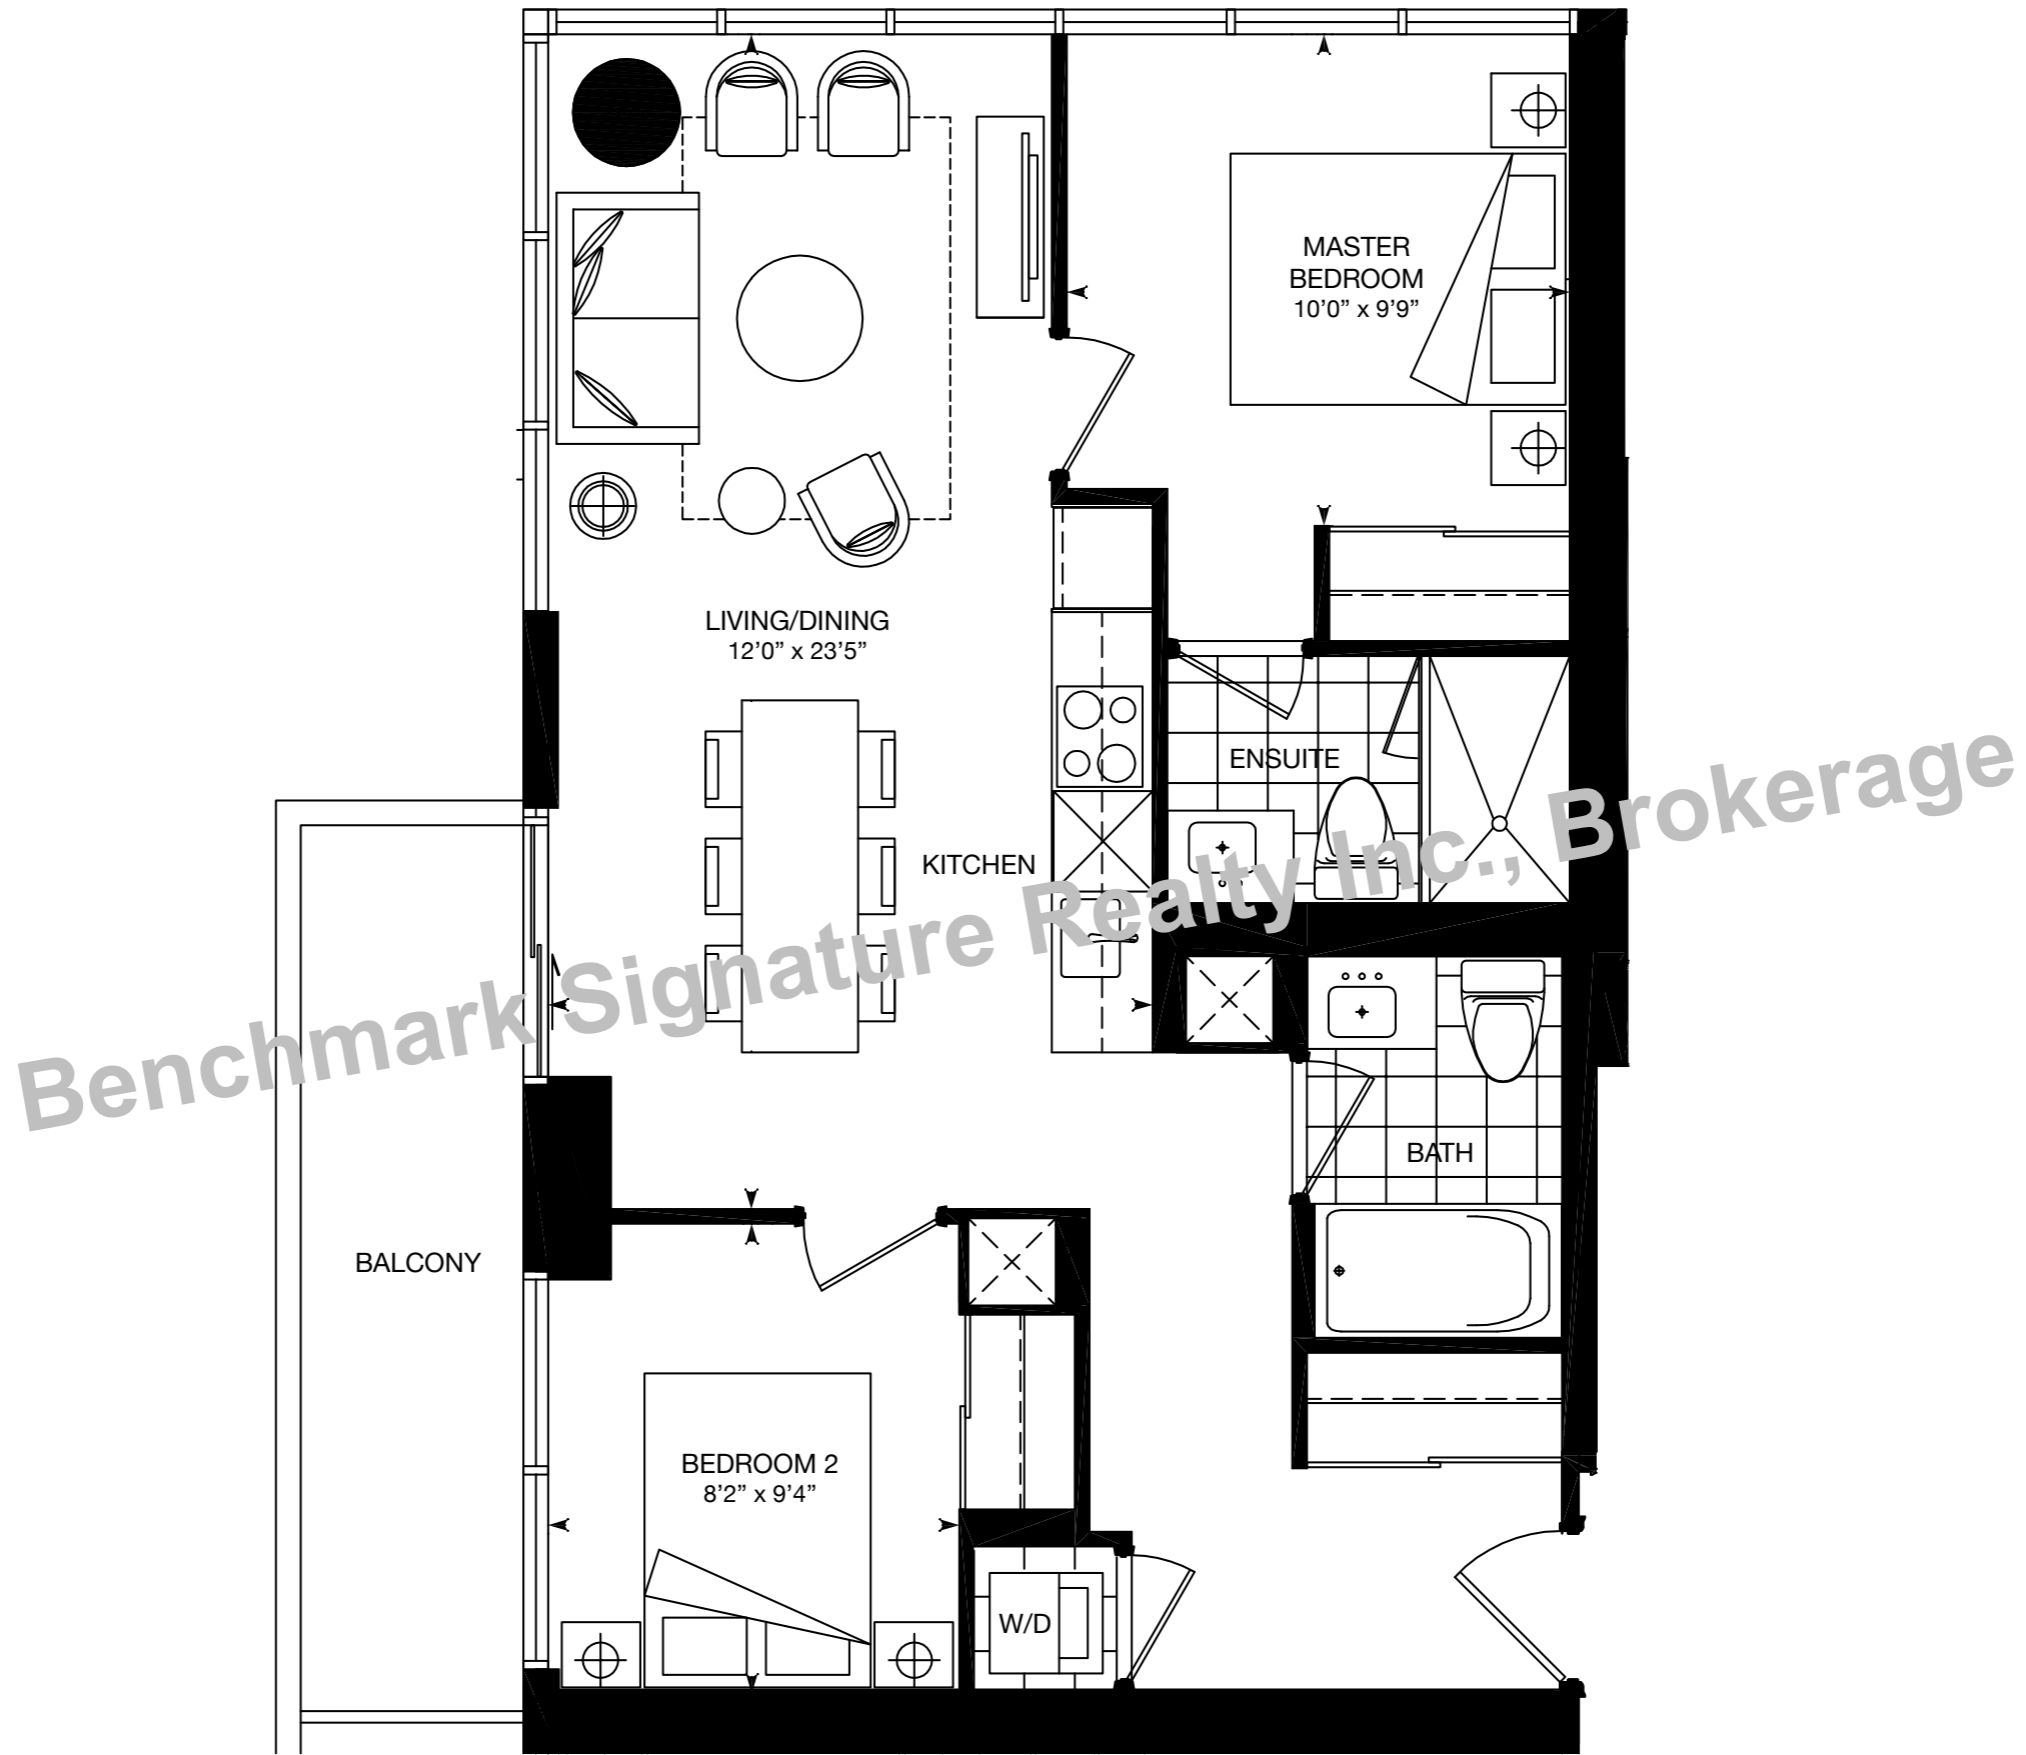 MASTER
BEDROOM
10’0” x 9’9”
LIVING/DINING
12’0” x 23’5”
ENSUITE
KITCHEN
Benchmark Signature Realty Inc., Brokerage
BATH
BALCONY
BEDROOM 2
8’2” x 9’4”
W/D